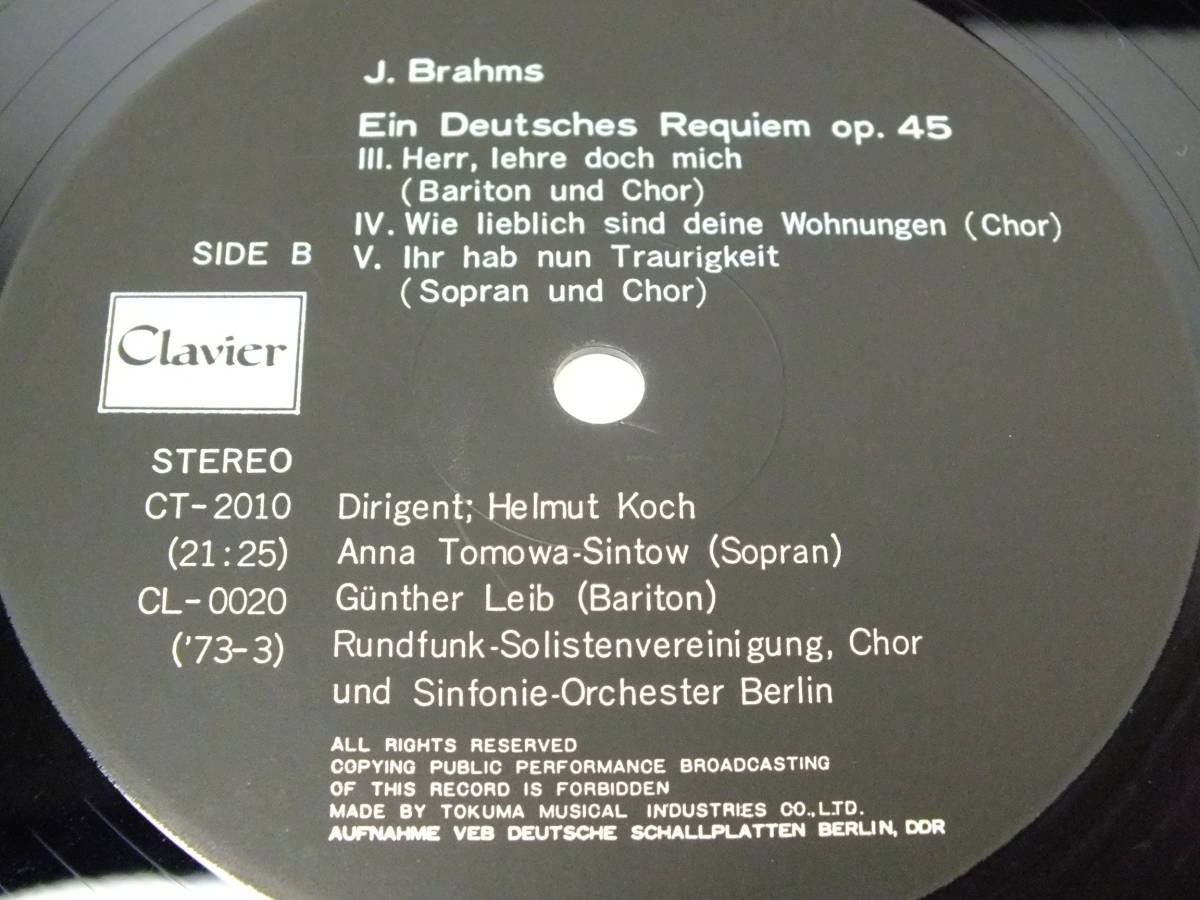 J. Brahms
Ein Deutsches Requiem op. 45
III. Herr, lehre doch mich
(Bariton und Chor)
IV. Wie lieblich sind deine Wohnungen (Chor)
V. Ihr hab nun Traurigkeit
(Sopran und Chor)
SIDE B
Clavier
STEREO
CT-2010
(21:25)
CL-0020
('73-3)
Dirigent; Helmut Koch
Anna Tomowa-Sintow (Sopran)
Günther Leib (Bariton)
Rundfunk-Solistenvereinigung, Chor
und Sinfonie-Orchester Berlin
ALL RIGHTS RESERVED
COPYING PUBLIC PERFORMANCE BROADCASTING
OF THIS RECORD IS FORBIDDEN
MADE BY TOKUMA MUSICAL INDUSTRIES CO., LTD.
AUFNAHME VEB DEUTSCHE SCHALLPLATTEN BERLIN, DDR